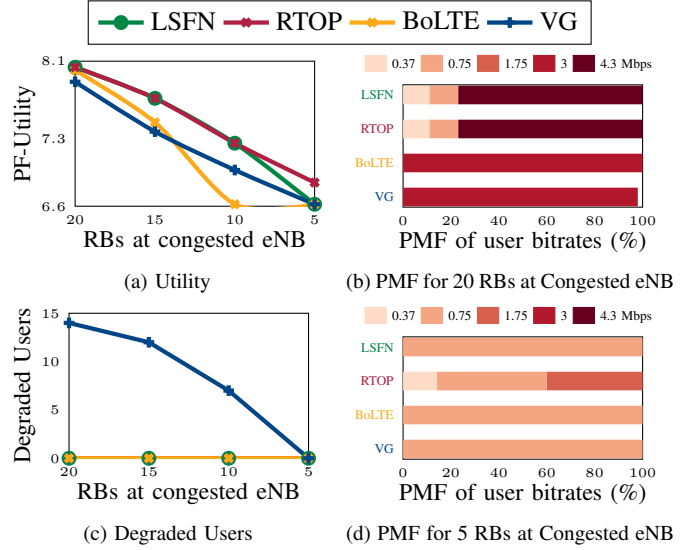 LSFN RTOP BoLTE VG
8.1
7.3
6.6
PF-Utility
20 15 10 5
RBs at congested eNB
(a) Utility
0.37 0.75 1.75 3 4.3 Mbps
LSFN
RTOP
BoLTE
VG
0 20 40 60 80 100
PMF of user bitrates (%)
(b) PMF for 20 RBs at Congested eNB
15
10
5
0
Degraded Users
20 15 10 5
RBs at congested eNB
(c) Degraded Users
0.37 0.75 1.75 3 4.3 Mbps
LSFN
RTOP
BoLTE
VG
0 20 40 60 80 100
PMF of user bitrates (%)
(d) PMF for 5 RBs at Congested eNB